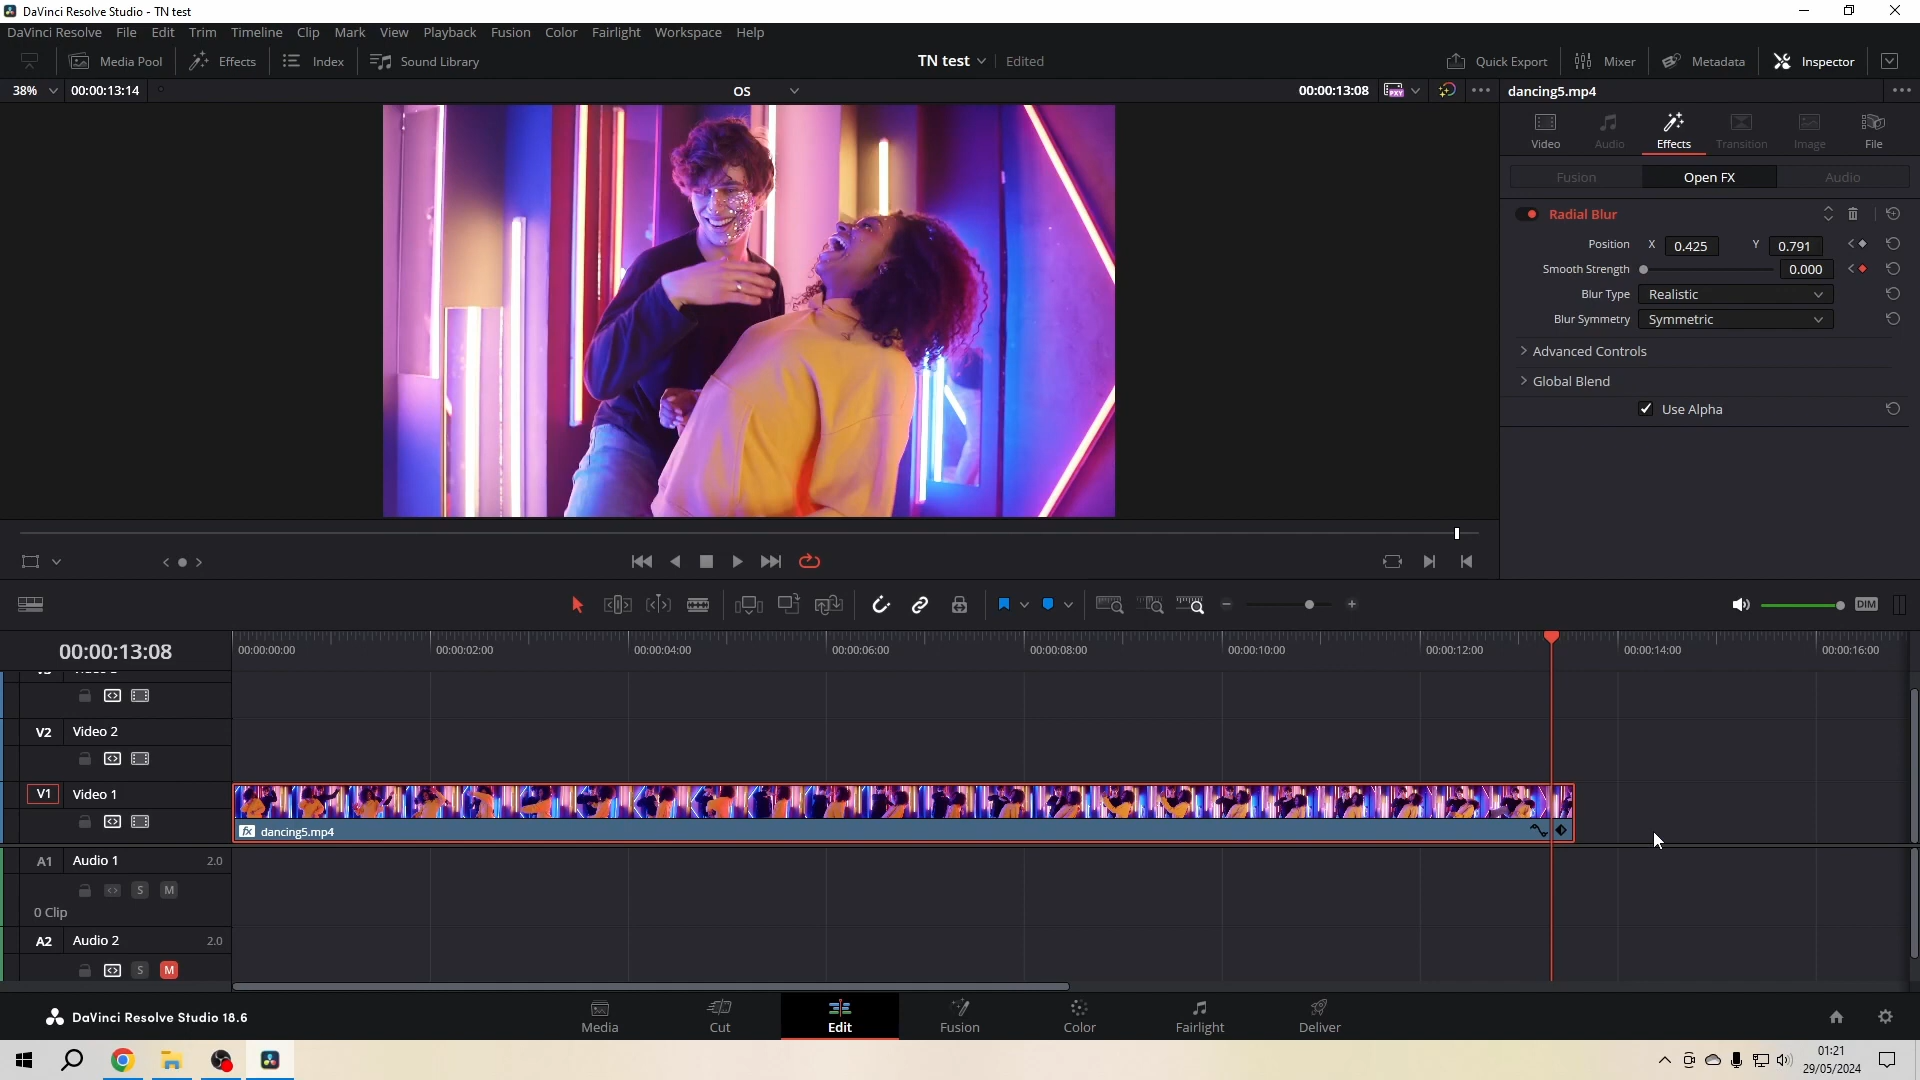 DaVinci Resolve Studio - TN test
DaVinci Resolve File Edit Trim Timeline Clip Mark View Playback Fusion Color Fairlight Workspace Help
Media Pool Effects Index Sound Library TN test Edited Quick Export Mixer Metadata Inspector
38% 00:00:13:14 OS 00:00:13:08 PXY dancing5.mp4
Video Audio Effects Transition Image File
Fusion Open FX Audio
Radial Blur
Position X 0.425 Y 0.791
Smooth Strength 0.000
Blur Type Realistic
Blur Symmetry Symmetric
Advanced Controls
Global Blend
Use Alpha
DIM
00:00:13:08 00:00:00:00 00:00:02:00 00:00:04:00 00:00:06:00 00:00:08:00 00:00:10:00 00:00:12:00 00:00:14:00 00:00:16:00
V2 Video 2
V1 Video 1
fx dancing5.mp4
A1 Audio 1 2.0
S M
0 Clip
A2 Audio 2 2.0
S M
DaVinci Resolve Studio 18.6
Media Cut Edit Fusion Color Fairlight Deliver
01:21
29/05/2024